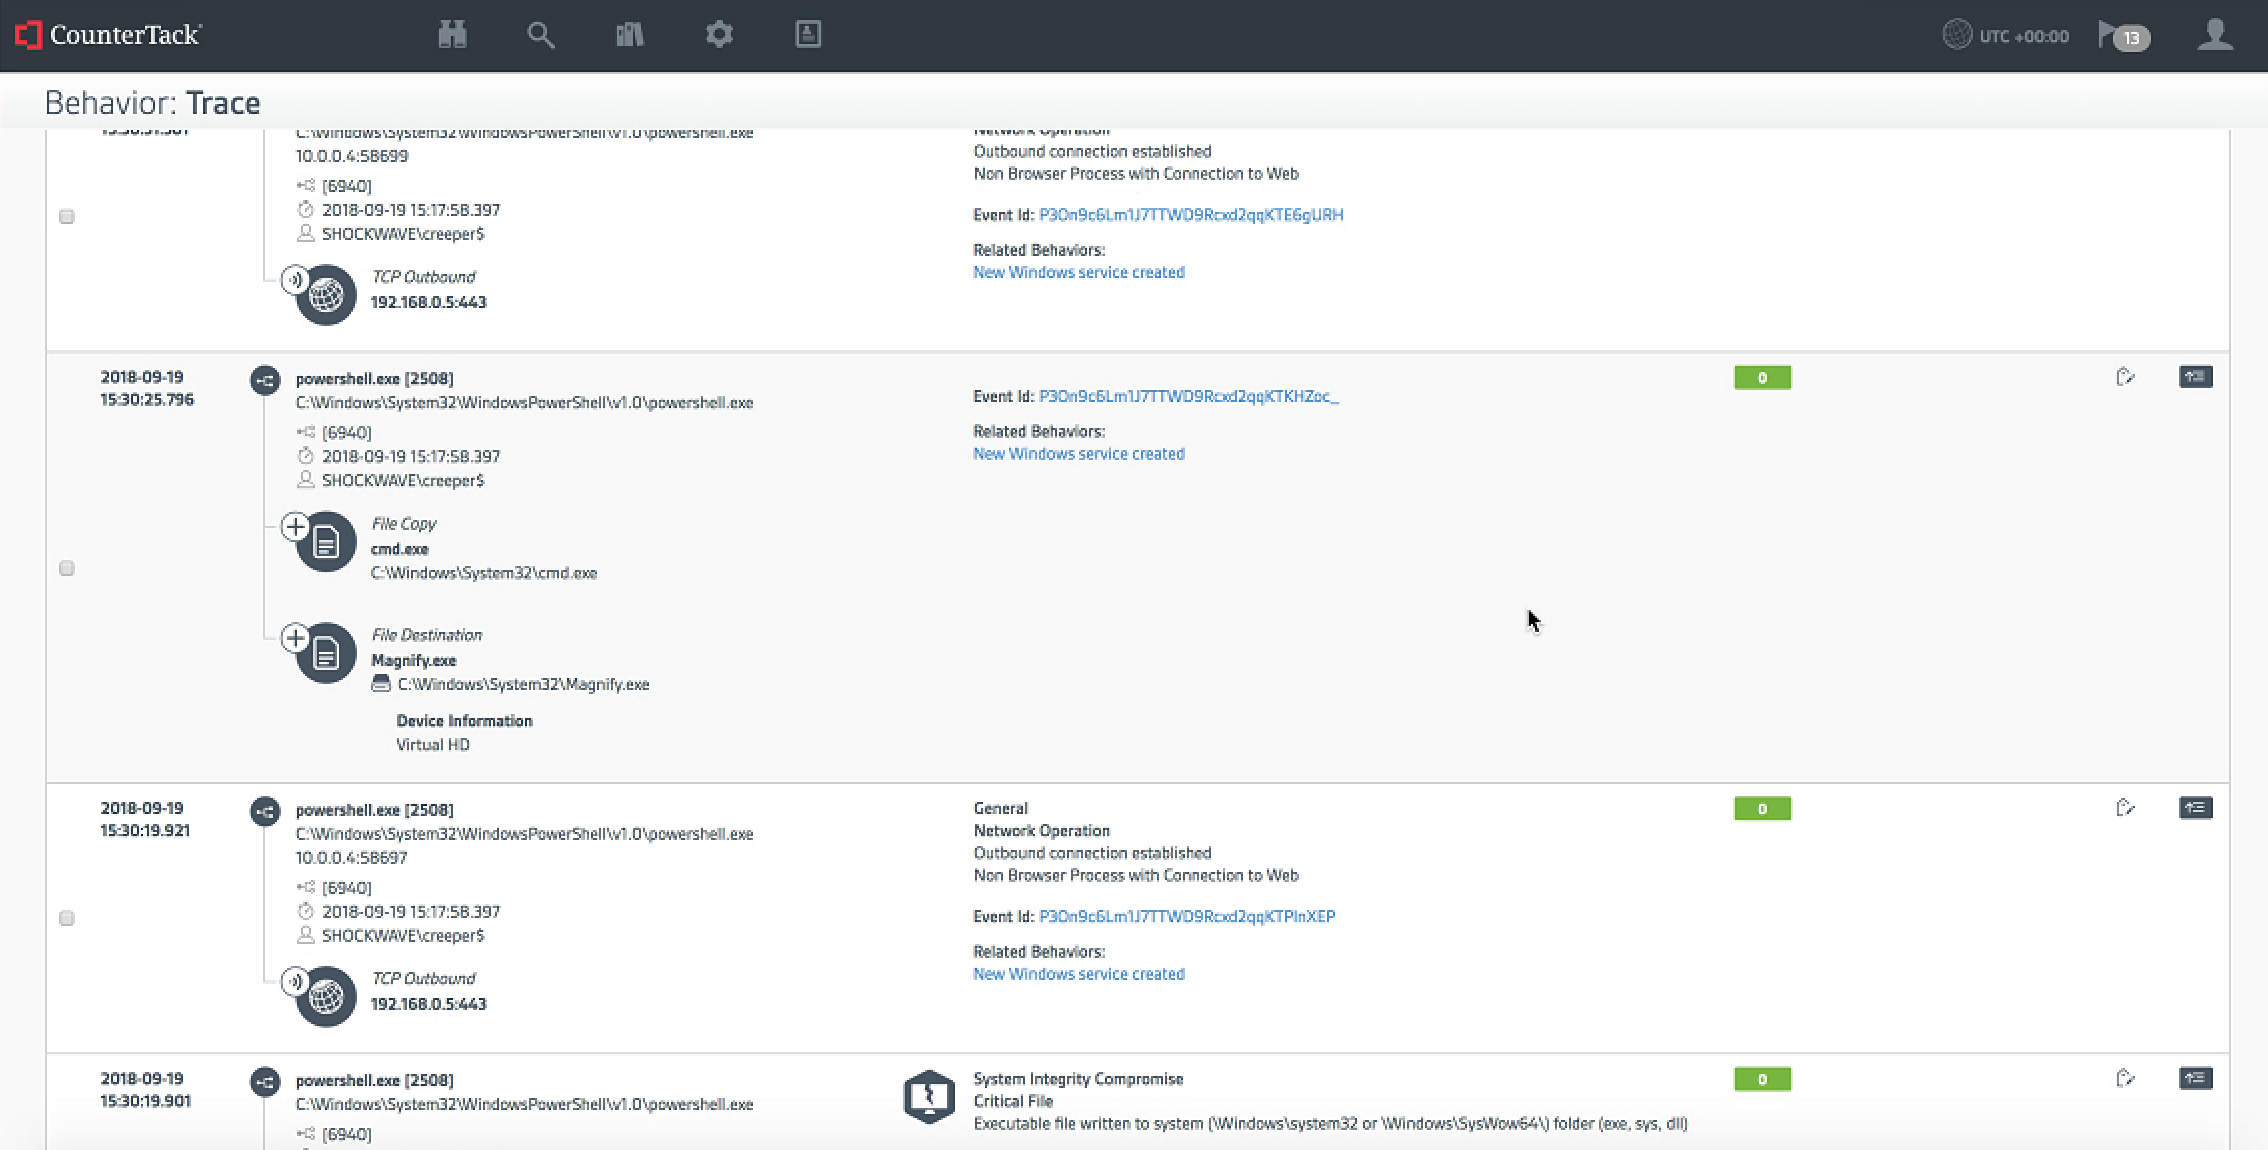 CounterTack
UTC +00:00
13
Behavior: Trace
C:\Windows\System32\WindowsPowerShell\v1.0\powershell.exe
10.0.0.4:58699
[6940]
2018-09-19 15:17:58.397
SHOCKWAVE\creeper$
TCP Outbound
192.168.0.5:443
Network Operation
Outbound connection established
Non Browser Process with Connection to Web
Event Id: P3On9c6Lm1J7TTWD9Rcxd2qqKTE6gURH
Related Behaviors:
New Windows service created
2018-09-19
15:30:25.796
powershell.exe [2508]
C:\Windows\System32\WindowsPowerShell\v1.0\powershell.exe
[6940]
2018-09-19 15:17:58.397
SHOCKWAVE\creeper$
File Copy
cmd.exe
C:\Windows\System32\cmd.exe
File Destination
Magnify.exe
C:\Windows\System32\Magnify.exe
Device Information
Virtual HD
Event Id: P3On9c6Lm1J7TTWD9Rcxd2qqKTKHZoc_
Related Behaviors:
New Windows service created
0
2018-09-19
15:30:19.921
powershell.exe [2508]
C:\Windows\System32\WindowsPowerShell\v1.0\powershell.exe
10.0.0.4:58697
[6940]
2018-09-19 15:17:58.397
SHOCKWAVE\creeper$
TCP Outbound
192.168.0.5:443
General
Network Operation
Outbound connection established
Non Browser Process with Connection to Web
Event Id: P3On9c6Lm1J7TTWD9Rcxd2qqKTPInXEP
Related Behaviors:
New Windows service created
0
2018-09-19
15:30:19.901
powershell.exe [2508]
C:\Windows\System32\WindowsPowerShell\v1.0\powershell.exe
[6940]
System Integrity Compromise
Critical File
Executable file written to system (\Windows\system32 or \Windows\SysWow64\) folder (exe, sys, dll)
0